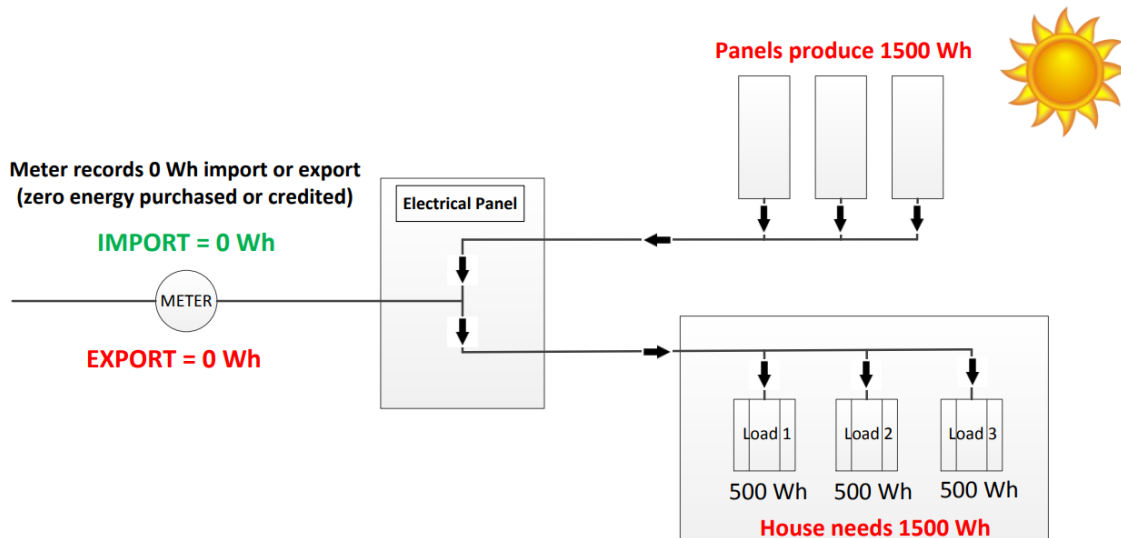 Panels produce 1500 Wh
Meter records 0 Wh import or export
(zero energy purchased or credited)
Electrical Panel
IMPORT = 0 Wh
METER
EXPORT = 0 Wh
Load 1
Load 2
Load 3
500 Wh
500 Wh
500 Wh
House needs 1500 Wh